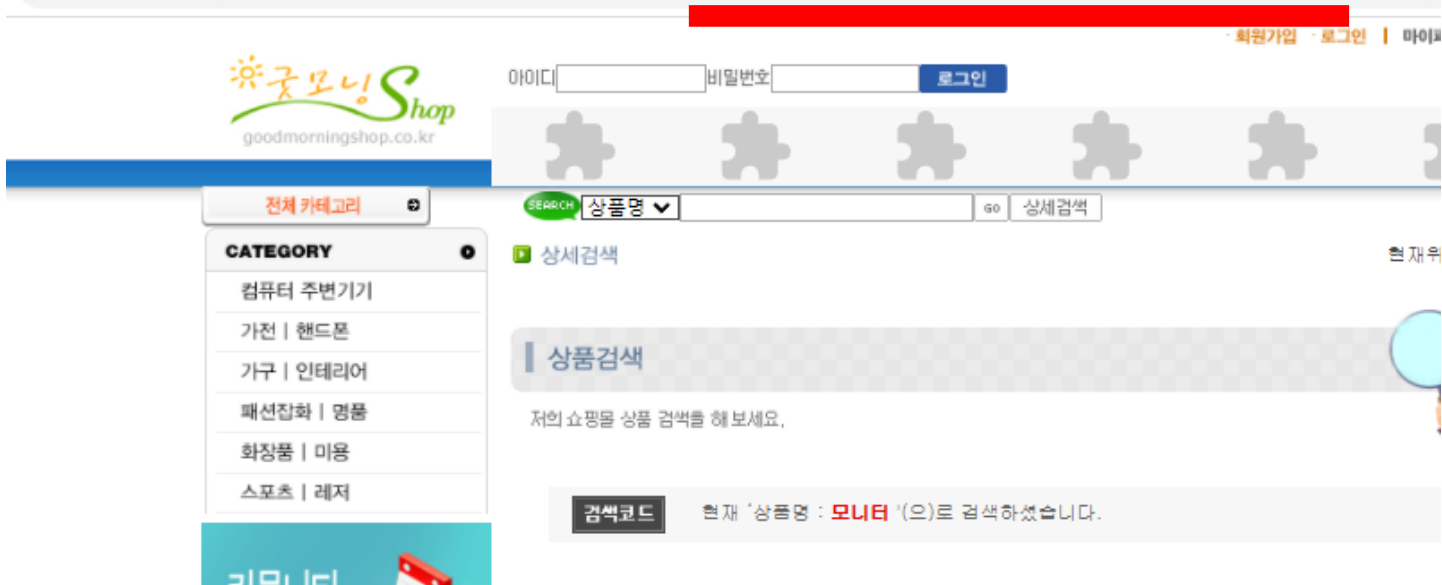 · 회원가입 · 로그인 | 마이
굿모닝 Shop
goodmorningshop.co.kr
아이디 비밀번호 로그인
전체 카테고리
SEARCH 상품명 GO 상세검색
CATEGORY
상세검색
현재위
컴퓨터 주변기기
가전 | 핸드폰
가구 | 인테리어
패션잡화 | 명품
화장품 | 미용
스포츠 | 레저
상품검색
저희 쇼핑몰 상품 검색을 해 보세요.
검색코드 현재 '상품명 : 모니터 '(으)로 검색하셨습니다.
커뮤니티